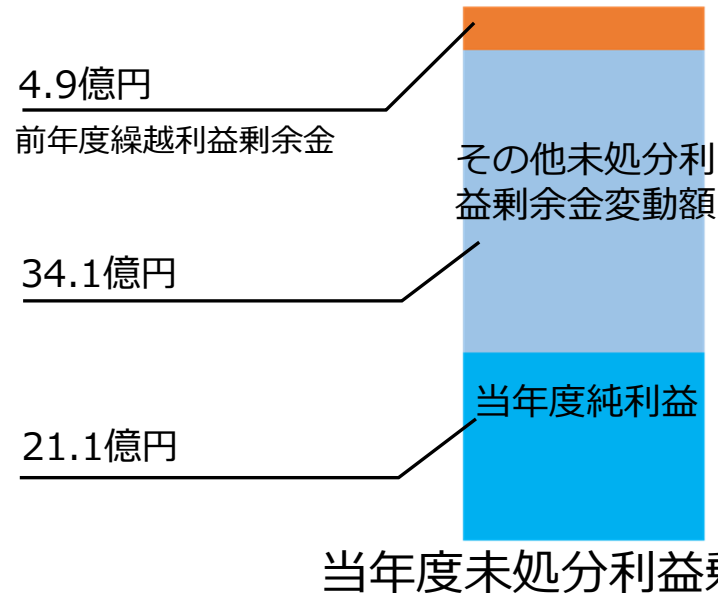 4.9億円
前年度繰越利益剰余金
その他未処分利
益剰余金変動額
34.1億円
当年度純利益
21.1億円
当年度未処分利益